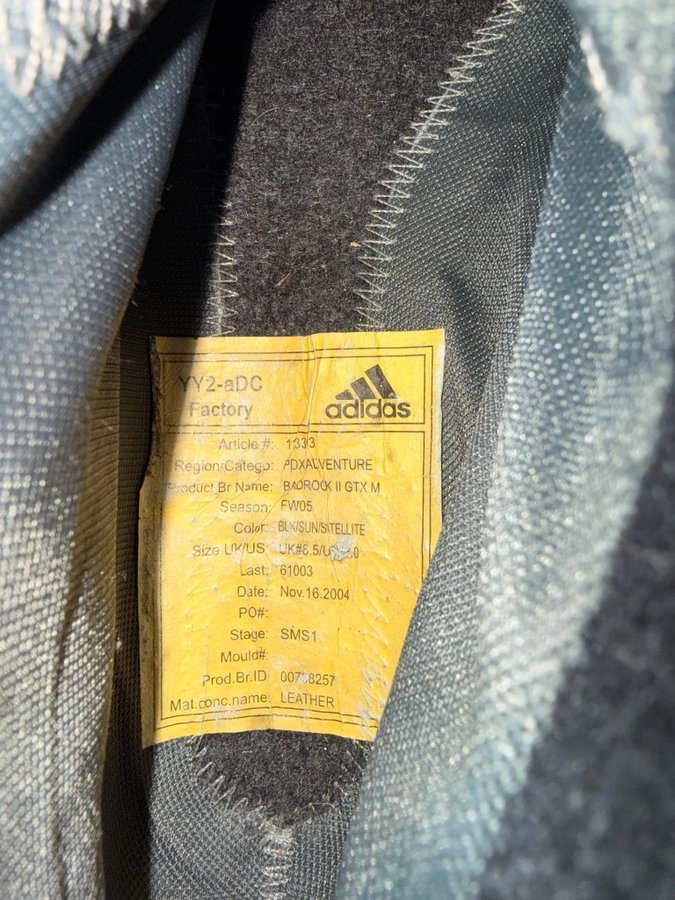 YY2-aDC
Factory
adidas
Article #: 1333
Region/Catego: ADXADVENTURE
Product Br Name: BADROCK II GTX M
Season: FW05
Color: BLK/SUN/SATELLITE
Size UK/US:
Last: 61003
Date: Nov.16.2004
PO#:
Stage: SMS1
Mould#:
Prod.Br.ID
Mat.conc.name: LEATHER